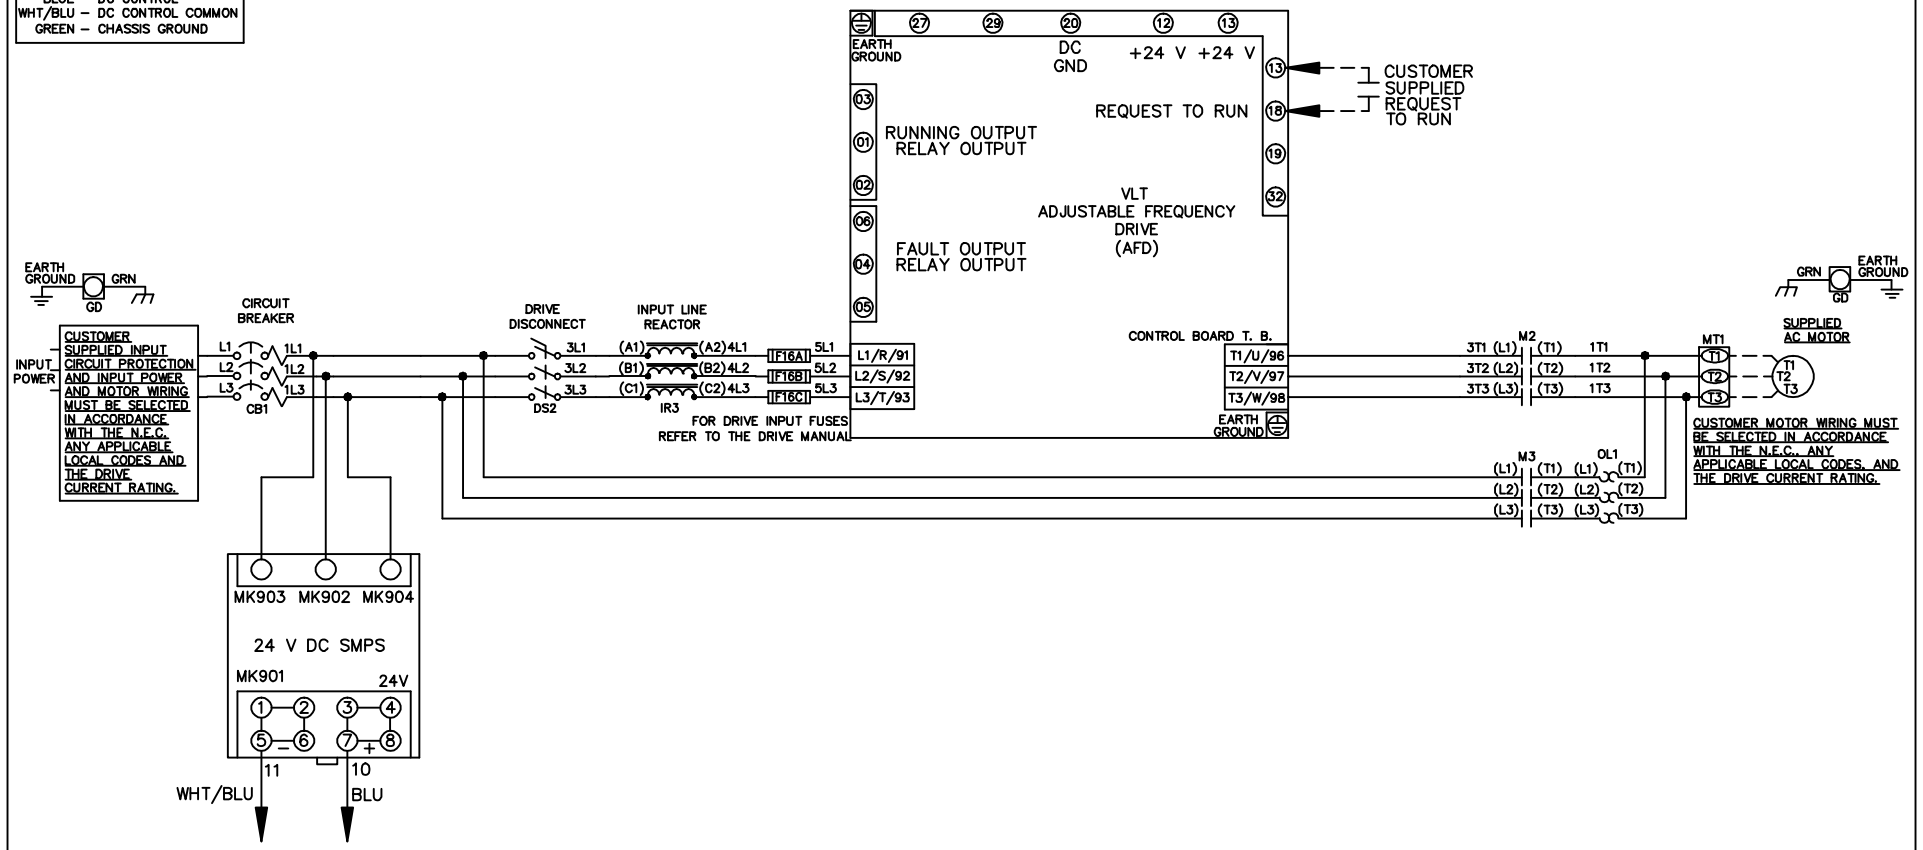 WHT/BLU – DC CONTROL COMMON
GREEN – CHASSIS GROUND
27 29 20 12 13
EARTH
GROUND
DC
GND
+24 V +24 V
13
CUSTOMER
SUPPLIED
REQUEST
TO RUN
03
REQUEST TO RUN
18
RUNNING OUTPUT
RELAY OUTPUT
01
19
02
32
VLT
ADJUSTABLE FREQUENCY
DRIVE
(AFD)
06
FAULT OUTPUT
RELAY OUTPUT
04
05
EARTH
GROUND
GRN
GD
GRN
EARTH
GROUND
GD
CIRCUIT
BREAKER
DRIVE
DISCONNECT
INPUT LINE
REACTOR
CONTROL BOARD T. B.
M2
MT1
SUPPLIED
AC MOTOR
INPUT
POWER
CUSTOMER
SUPPLIED INPUT
CIRCUIT PROTECTION
AND INPUT POWER
AND MOTOR WIRING
MUST BE SELECTED
IN ACCORDANCE
WITH THE N.E.C.
ANY APPLICABLE
LOCAL CODES AND
THE DRIVE
CURRENT RATING.
L1 1L1 3L1 (A1) (A2) 4L1 F16A 5L1 L1/R/91 T1/U/96 3T1 (L1) (T1) 1T1 T1 T1
L2 1L2 3L2 (B1) (B2) 4L2 F16B 5L2 L2/S/92 T2/V/97 3T2 (L2) (T2) 1T2 T2 T2
L3 1L3 3L3 (C1) (C2) 4L3 F16C 5L3 L3/T/93 T3/W/98 3T3 (L3) (T3) 1T3 T3 T3
CB1 DS2 IR3
FOR DRIVE INPUT FUSES
REFER TO THE DRIVE MANUAL
EARTH
GROUND
CUSTOMER MOTOR WIRING MUST
BE SELECTED IN ACCORDANCE
WITH THE N.E.C., ANY
APPLICABLE LOCAL CODES, AND
THE DRIVE CURRENT RATING.
M3 OL1
(L1) (T1) (L1) (T1)
(L2) (T2) (L2) (T2)
(L3) (T3) (L3) (T3)
MK903 MK902 MK904
24 V DC SMPS
MK901 24V
1 2 3 4
5 – 6 7 + 8
11 10
WHT/BLU BLU